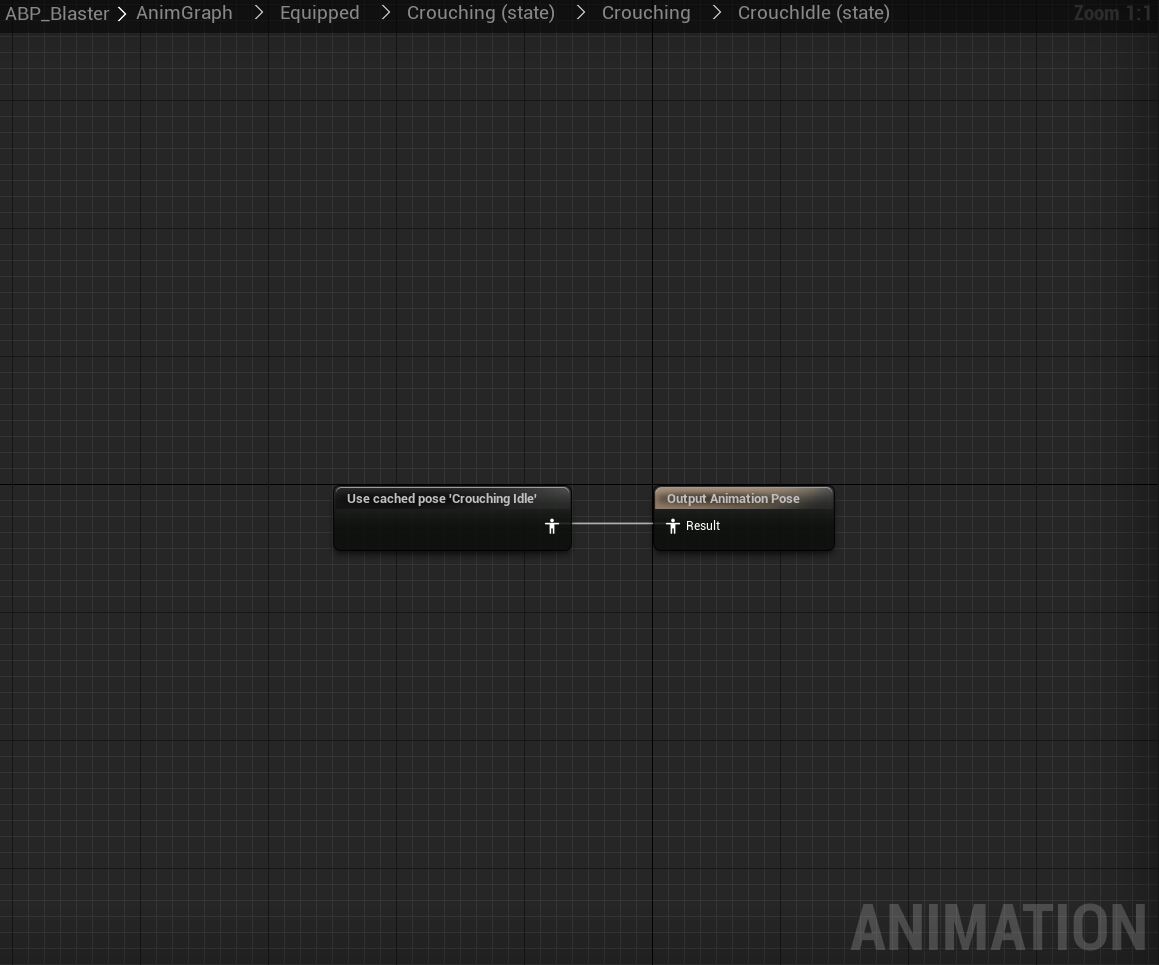 ABP_Blaster > AnimGraph > Equipped > Crouching (state) > Crouching > CrouchIdle (state)
Zoom 1:1
Use cached pose 'Crouching Idle'
Output Animation Pose
Result
ANIMATION